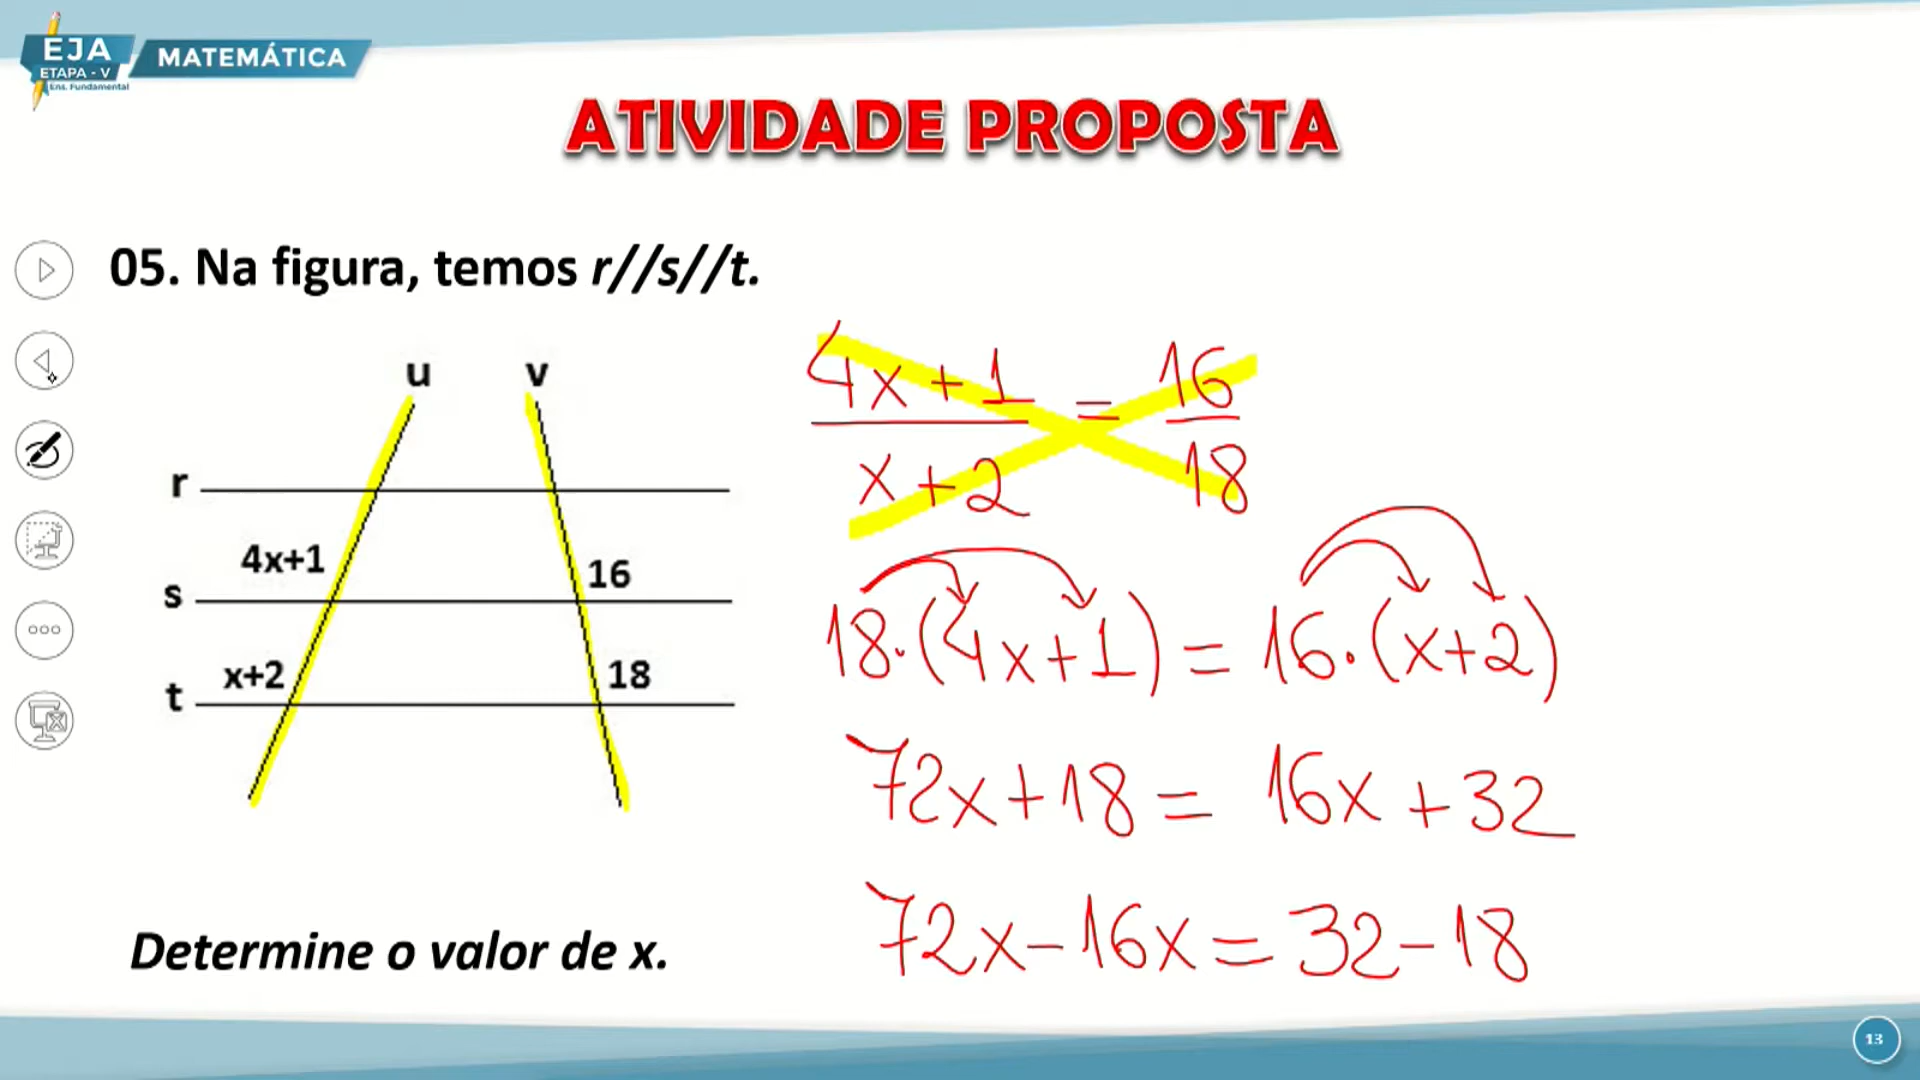 EJA
ETAPA - V
Ens. Fundamental
MATEMÁTICA
ATIVIDADE PROPOSTA
05. Na figura, temos r//s//t.
u v
r
4x+1 16
s
x+2 18
t
4x+1 = 16
x+2 18
18.(4x+1) = 16.(x+2)
72x+18 = 16x+32
72x-16x = 32-18
Determine o valor de x.
13